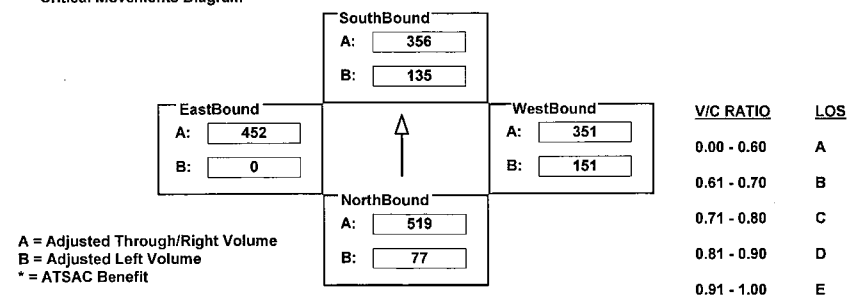 Critical Movements Diagram
SouthBound
A: 356
B: 135
EastBound
A: 452
B: 0
WestBound
A: 351
B: 151
NorthBound
A: 519
B: 77
A = Adjusted Through/Right Volume
B = Adjusted Left Volume
* = ATSAC Benefit
V/C RATIO LOS
0.00 - 0.60 A
0.61 - 0.70 B
0.71 - 0.80 C
0.81 - 0.90 D
0.91 - 1.00 E